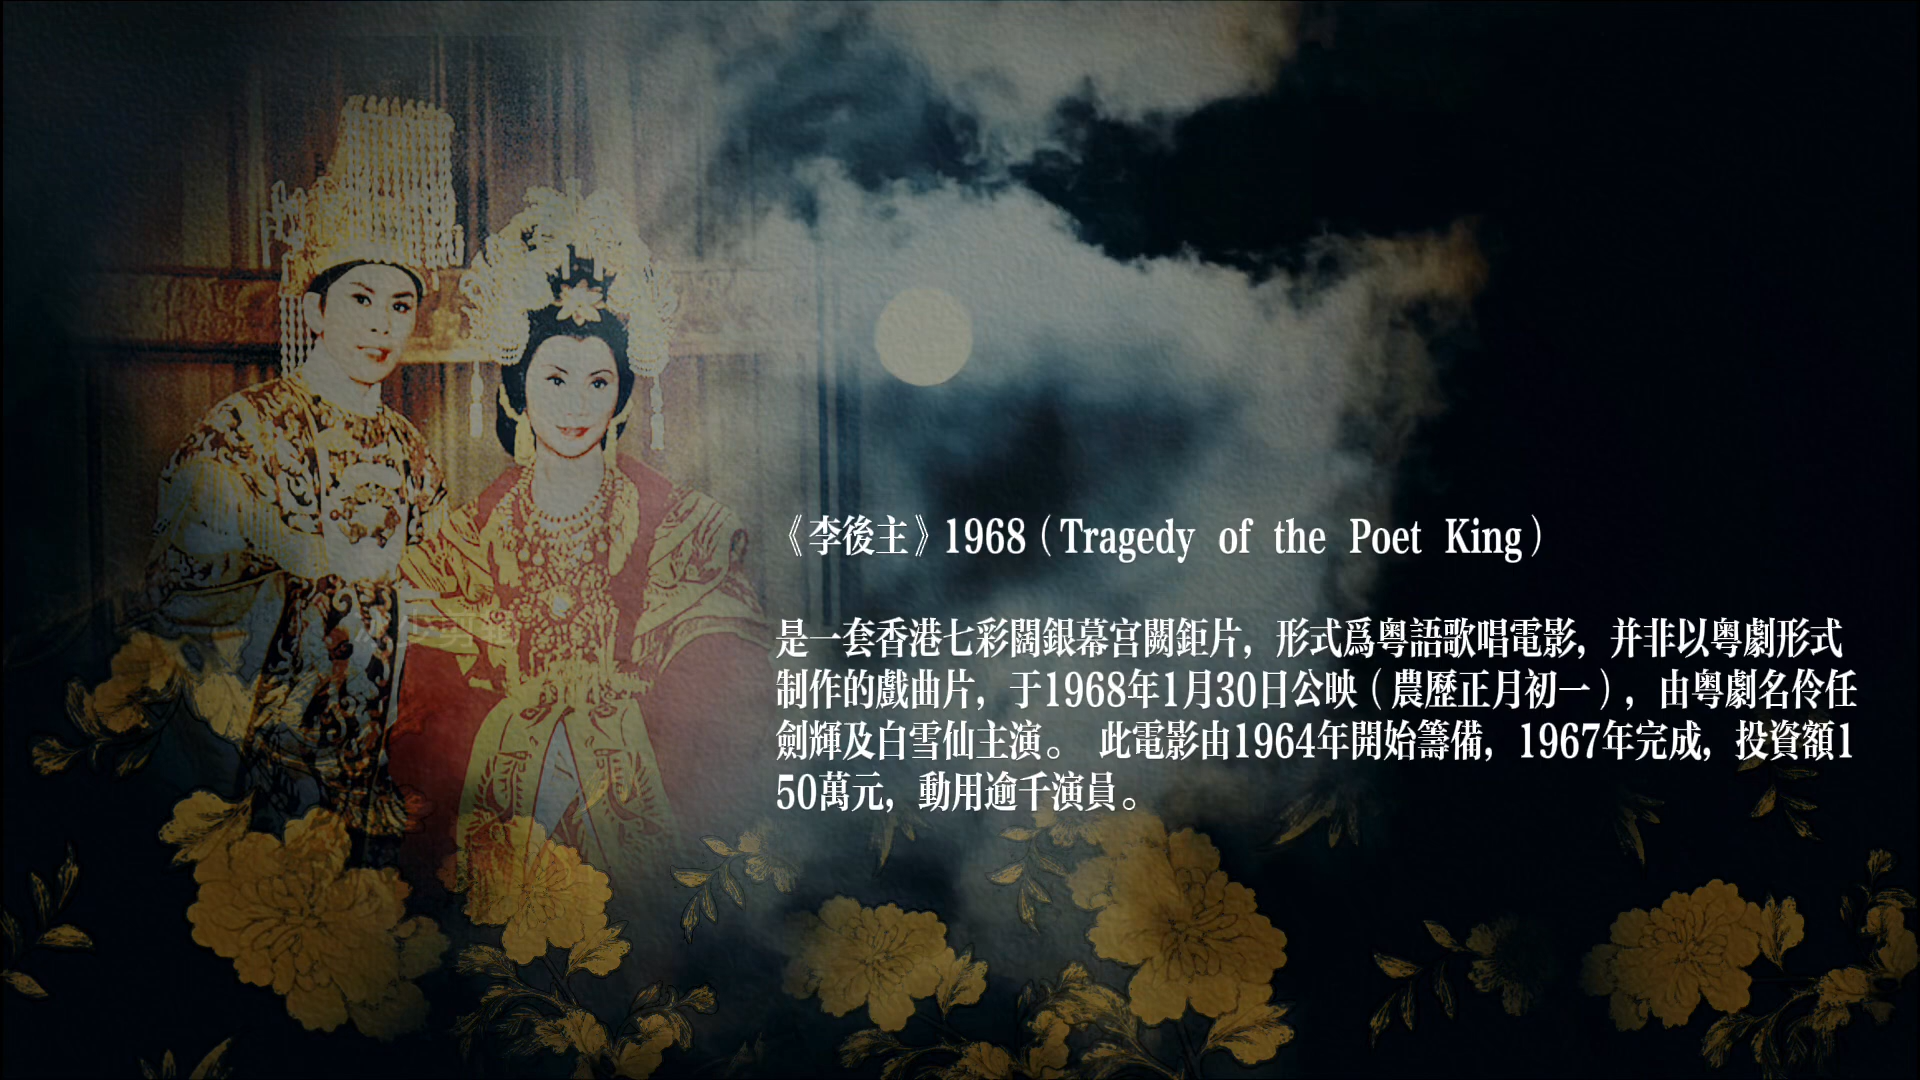 《李後主》1968（Tragedy of the Poet King）
是一套香港七彩闊銀幕宮闕鉅片，形式爲粵語歌唱電影，并非以粵劇形式
制作的戲曲片，于1968年1月30日公映（農歷正月初一），由粵劇名伶任
劍輝及白雪仙主演。 此電影由1964年開始籌備，1967年完成，投資額1
50萬元，動用逾千演員。